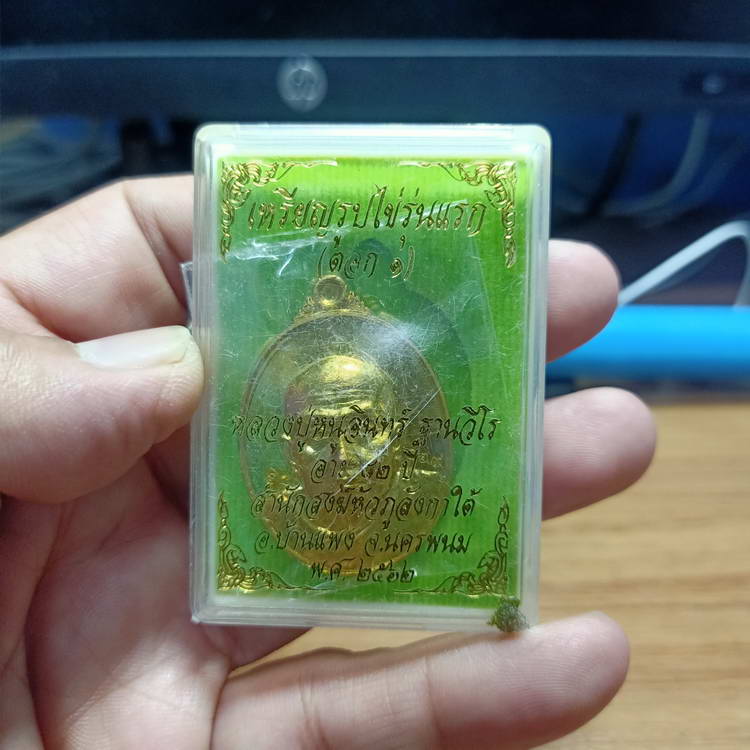 เหรียญรูปไข่รุ่นแรก
(ตอก ๑)
หลวงปู่หนูอินทร์ ฐานวีโร
อายุ ๘๒ ปี
สำนักสงฆ์หัวภูลังกาใต้
อ.บ้านแพง จ.นครพนม
พ.ศ. ๒๕๖๒